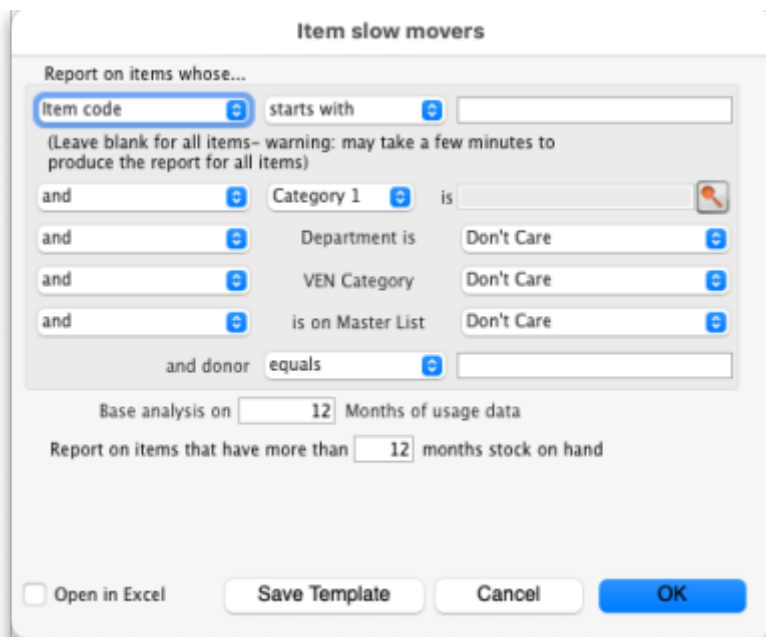 Item slow movers
Report on items whose...
Item code starts with
(Leave blank for all items- warning: may take a few minutes to
produce the report for all items)
and Category 1 is
and Department is Don't Care
and VEN Category Don't Care
and is on Master List Don't Care
and donor equals
Base analysis on 12 Months of usage data
Report on items that have more than 12 months stock on hand
Open in Excel Save Template Cancel OK